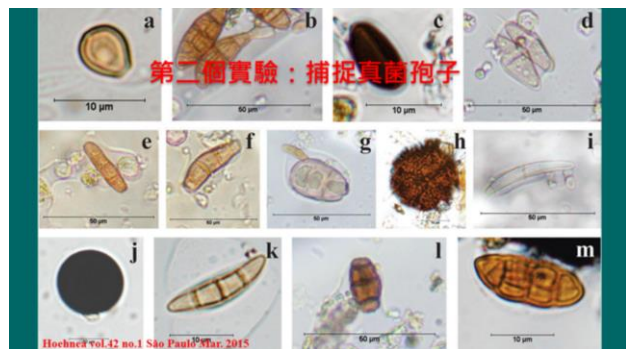 a
b
c
d
第二個實驗：捕捉真菌孢子
10 µm
50 µm
10 µm
50 µm
e
f
g
h
i
50 µm
50 µm
50 µm
50 µm
j
k
l
m
10 µm
50 µm
10 µm
Hoehnea vol.42 no.1 São Paulo Mar. 2015